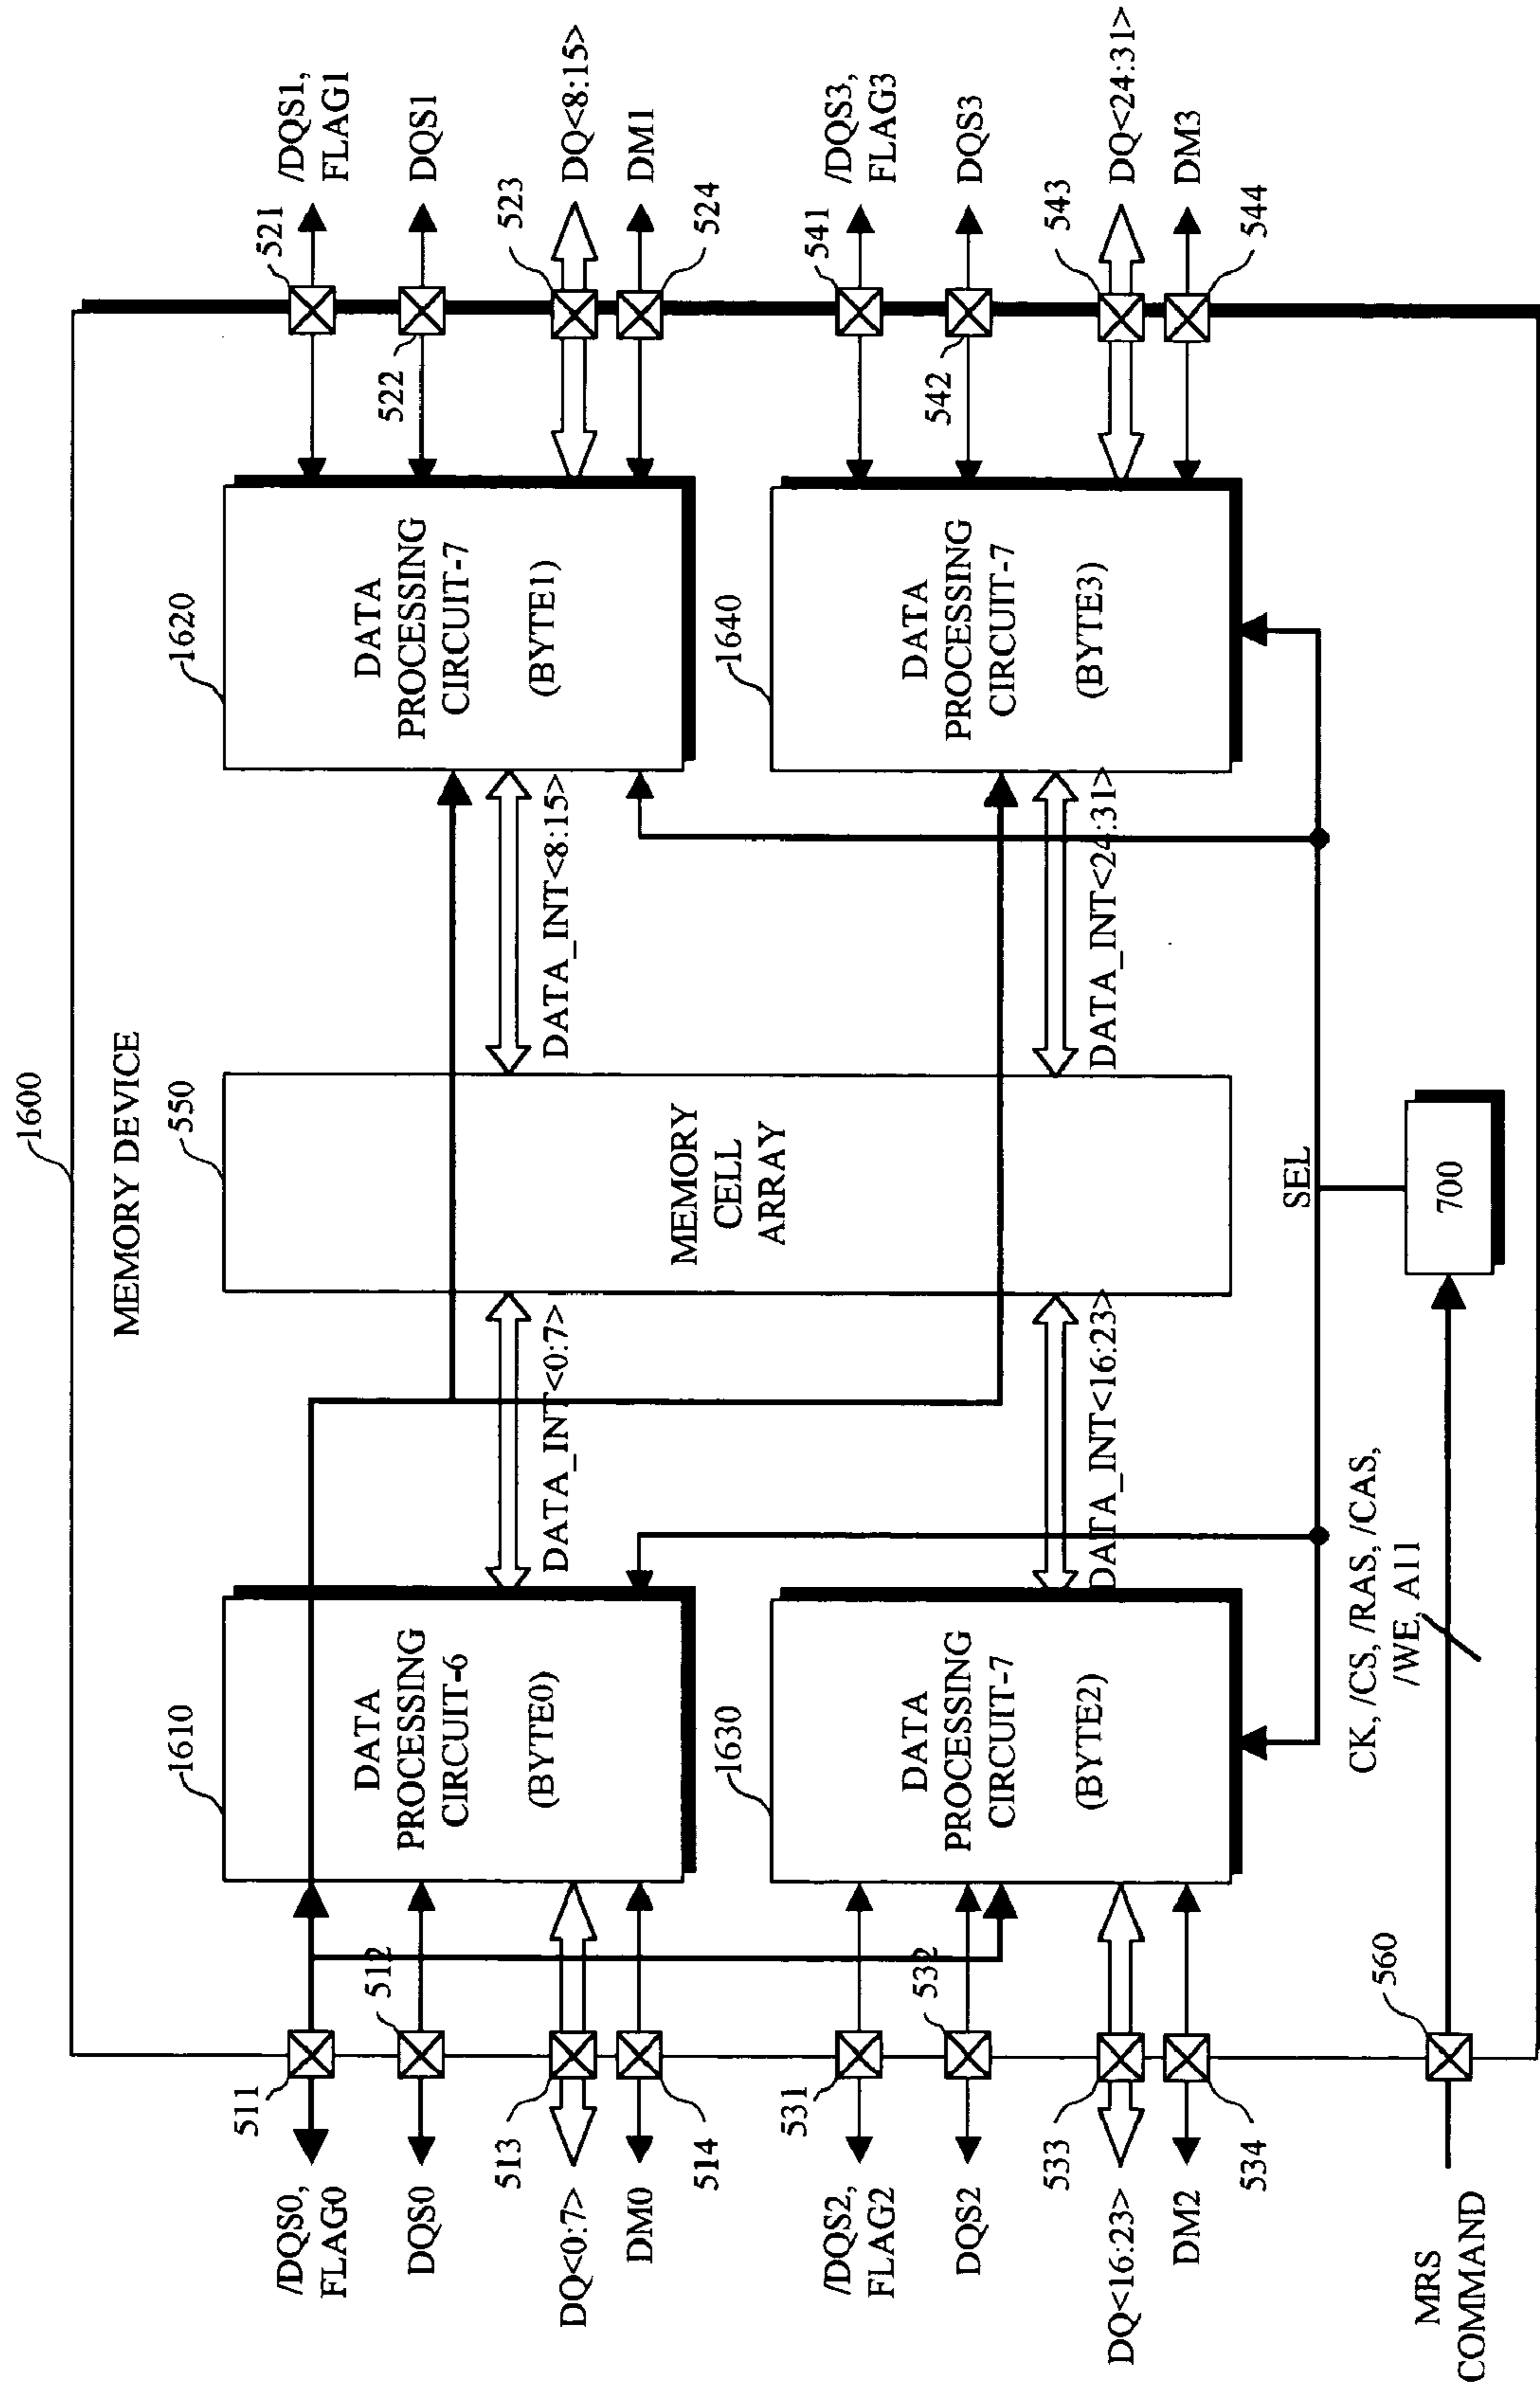 1600
MEMORY DEVICE
/DQS0,
FLAG0
511
1610
DATA
PROCESSING
CIRCUIT-6
(BYTE0)
DQS0
512
DQ<0:7>
513
DM0
514
DATA_INT<0:7>
550
MEMORY
CELL
ARRAY
DATA_INT<8:15>
1620
DATA
PROCESSING
CIRCUIT-7
(BYTE1)
521
/DQS1,
FLAG1
522
DQS1
523
DQ<8:15>
524
DM1
/DQS2,
FLAG2
531
1630
DATA
PROCESSING
CIRCUIT-7
(BYTE2)
DQS2
532
DQ<16:23>
533
DM2
534
DATA_INT<16:23>
DATA_INT<24:31>
1640
DATA
PROCESSING
CIRCUIT-7
(BYTE3)
541
/DQS3,
FLAG3
542
DQS3
543
DQ<24:31>
544
DM3
SEL
MRS
COMMAND
560
CK, /CS, /RAS, /CAS,
/WE, A11
700